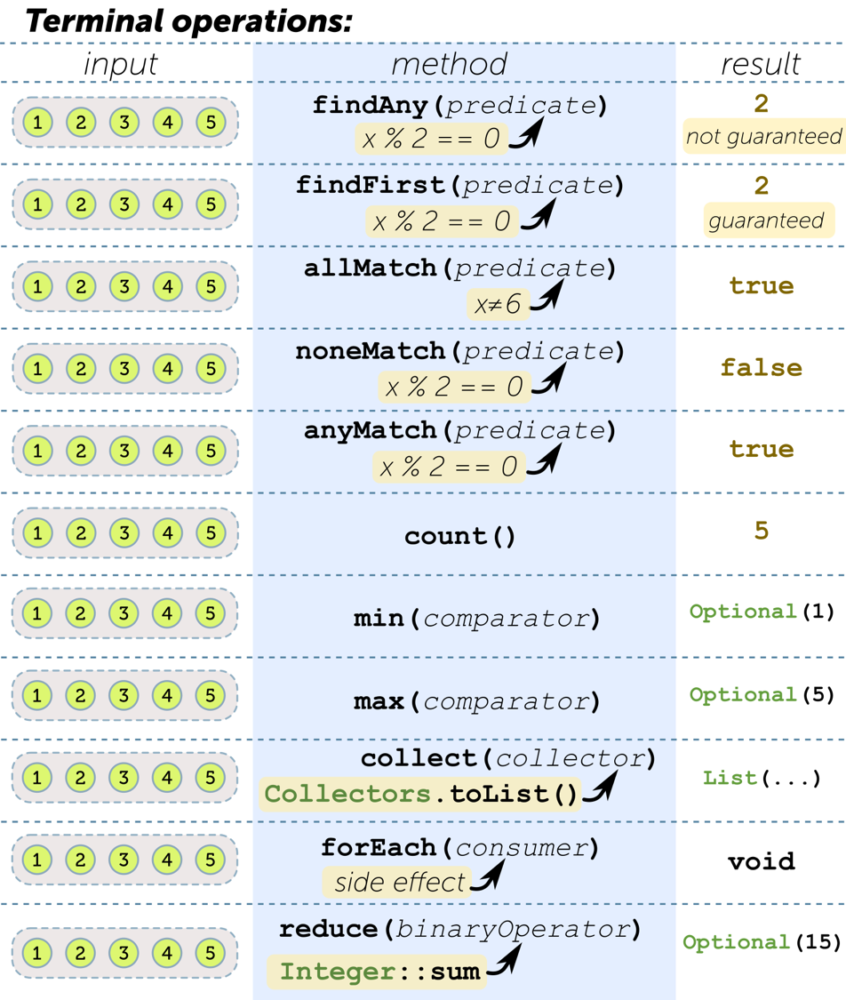 Terminal operations:
input method result
1 2 3 4 5 findAny(predicate) 2
x % 2 == 0 not guaranteed
1 2 3 4 5 findFirst(predicate) 2
x % 2 == 0 guaranteed
1 2 3 4 5 allMatch(predicate) true
x≠6
1 2 3 4 5 noneMatch(predicate) false
x % 2 == 0
1 2 3 4 5 anyMatch(predicate) true
x % 2 == 0
1 2 3 4 5 count() 5
1 2 3 4 5 min(comparator) Optional(1)
1 2 3 4 5 max(comparator) Optional(5)
1 2 3 4 5 collect(collector) List(...)
Collectors.toList()
1 2 3 4 5 forEach(consumer) void
side effect
1 2 3 4 5 reduce(binaryOperator) Optional(15)
Integer::sum